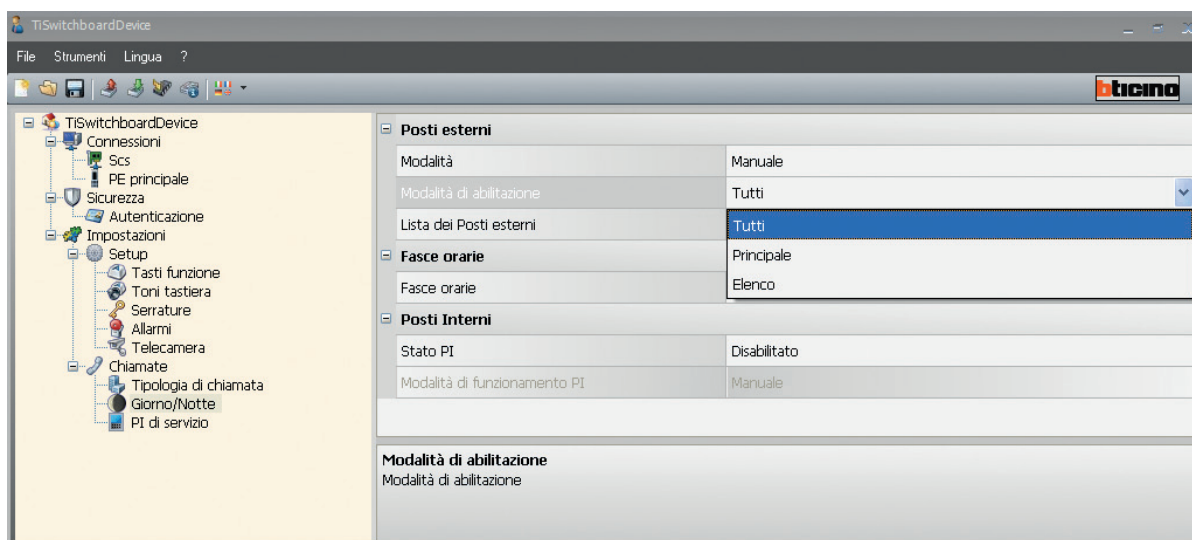 TiSwitchboardDevice
File Strumenti Lingua ?
bticino
TiSwitchboardDevice
Connessioni
Scs
PE principale
Sicurezza
Autenticazione
Impostazioni
Setup
Tasti funzione
Toni tastiera
Serrature
Allarmi
Telecamera
Chiamate
Tipologia di chiamata
Giorno/Notte
PI di servizio
Posti esterni
Modalità Manuale
Modalità di abilitazione Tutti
Lista dei Posti esterni Tutti
Fasce orarie Principale
Fasce orarie Elenco
Posti Interni
Stato PI Disabilitato
Modalità di funzionamento PI Manuale
Modalità di abilitazione
Modalità di abilitazione